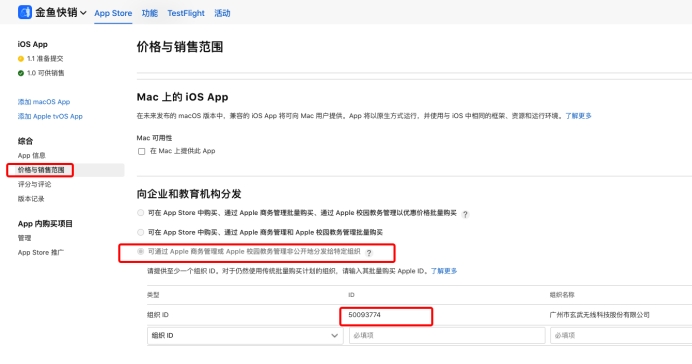 金鱼快销 App Store 功能 TestFlight 活动
iOS App
1.1 准备提交
1.0 可供销售
添加 macOS App
添加 Apple tvOS App
综合
App 信息
价格与销售范围
评分与评论
版本记录
App 内购买项目
管理
App Store 推广
价格与销售范围
Mac 上的 iOS App
在未来发布的 macOS 版本中，兼容的 iOS App 将可向 Mac 用户提供。App 将以原生方式运行，并使用与 iOS 中相同的框架、资源和运行环境。了解更多
Mac 可用性
在 Mac 上提供此 App
向企业和教育机构分发
可在 App Store 中购买、通过 Apple 商务管理批量购买、通过 Apple 校园教务管理以优惠价格批量购买 ?
可在 App Store 中购买、通过 Apple 商务管理和 Apple 校园教务管理批量购买
可通过 Apple 商务管理或 Apple 校园教务管理非公开地分发给特定组织 ?
请提供至少一个组织 ID。对于仍然使用传统批量购买计划的组织，请输入其批量购买 Apple ID。了解更多
类型 ID 组织名称
组织 ID 50093774 广州市玄武无线科技股份有限公司
组织 ID 必填项 必填项